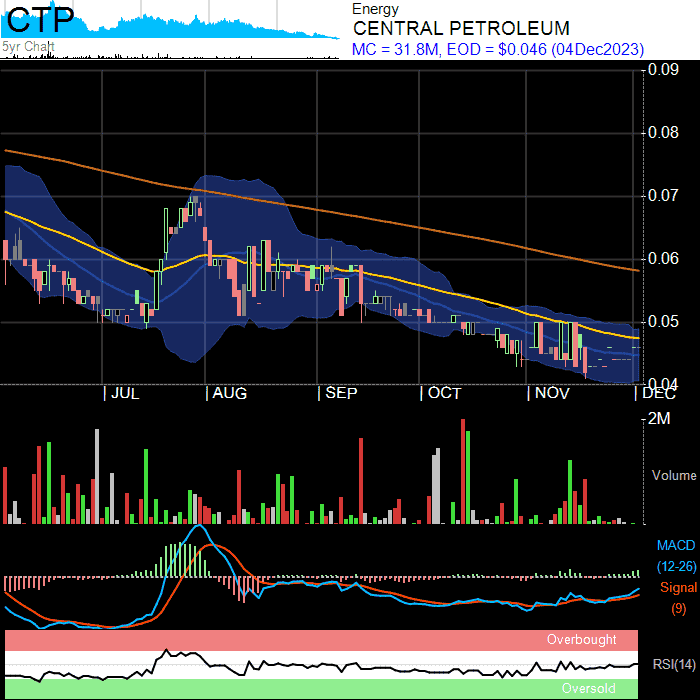 CTP
5yr Chart
Energy
CENTRAL PETROLEUM
MC = 31.8M, EOD = $0.046 (04Dec2023)
0.09
0.08
0.07
0.06
0.05
0.04
JUL AUG SEP OCT NOV DEC
2M
Volume
MACD
(12-26)
Signal
(9)
Overbought
RSI(14)
Oversold